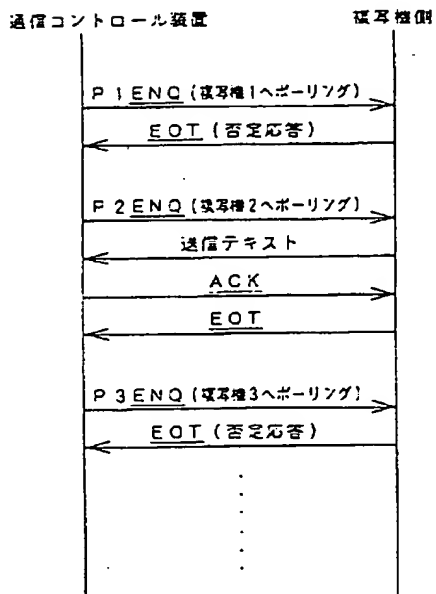 通信コントロール装置
複写機側
P1ENQ(複写機1へポーリング)
EOT(否定応答)
P2ENQ(複写機2へポーリング)
送信テキスト
ACK
EOT
P3ENQ(複写機3へポーリング)
EOT(否定応答)